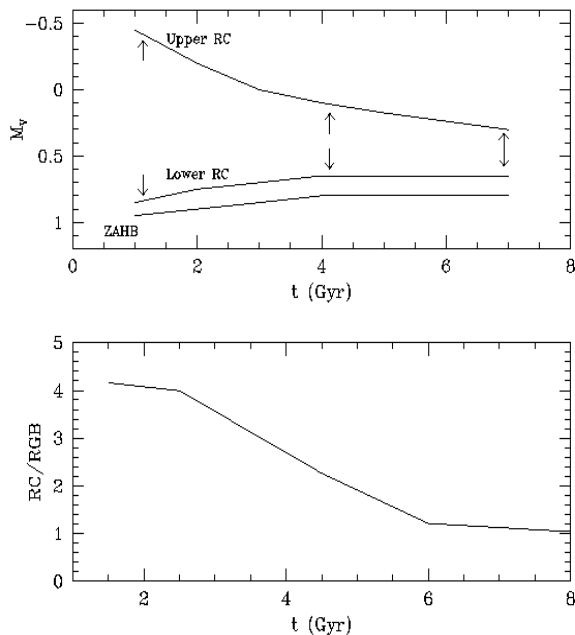 -0.5
0
0.5
1
M_v
Upper RC
Lower RC
ZAHB
0 2 4 6 8
t (Gyr)
5
4
3
2
1
0
RC/RGB
2 4 6 8
t (Gyr)